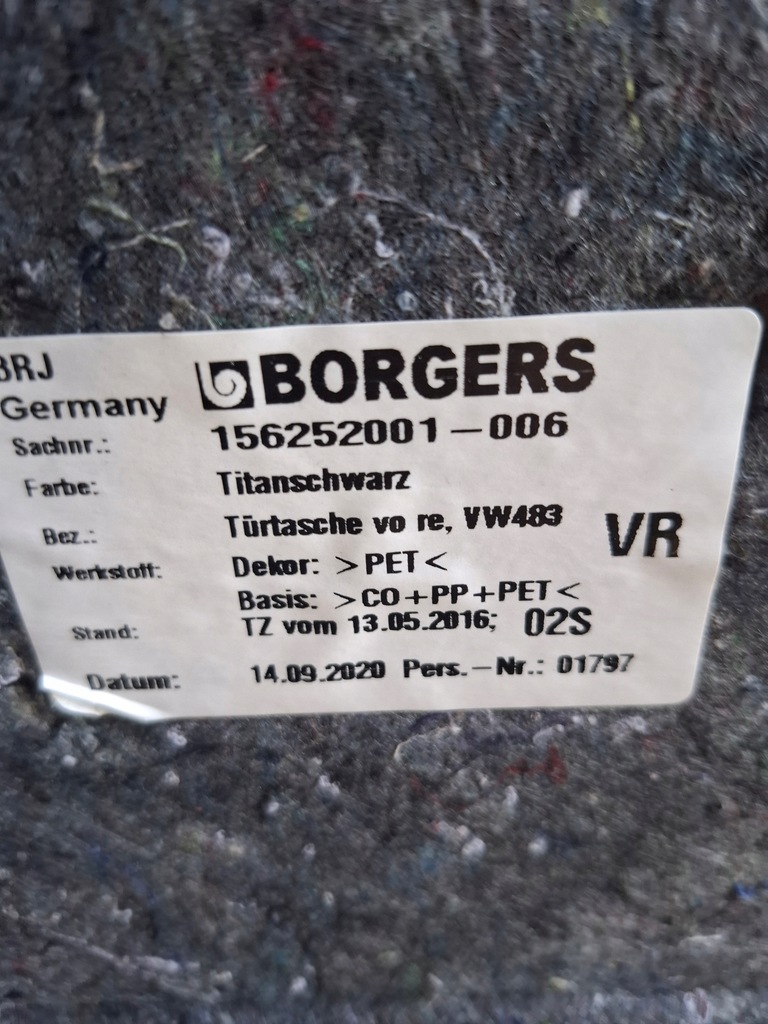 BRJ BORGERS
Germany
Sachnr.: 156252001-006
Farbe: Titanschwarz
Bez.: Türtasche vo re, VW483 VR
Werkstoff: Dekor: >PET<
Basis: >CO+PP+PET<
Stand: TZ vom 13.05.2016; 02S
Datum: 14.09.2020 Pers.-Nr.: 01797